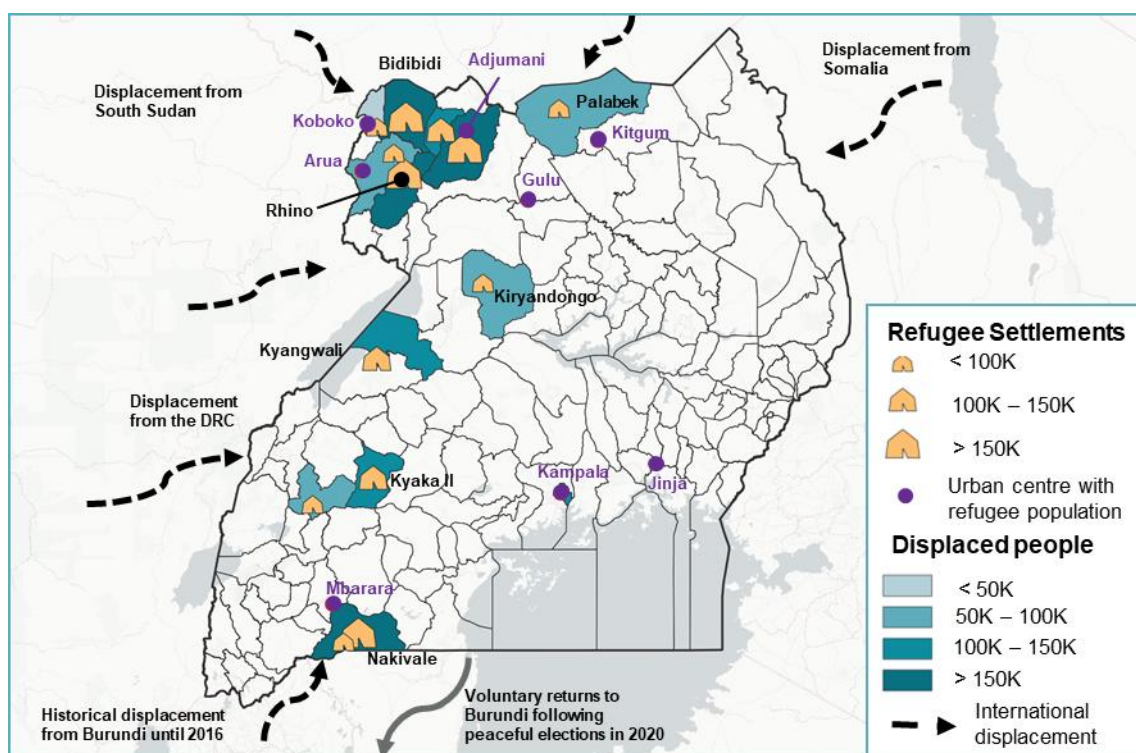 Displacement from
South Sudan
Bidibidi
Adjumani
Koboko
Arua
Rhino
Palabek
Kitgum
Gulu
Displacement from
Somalia
Kiryandongo
Kyangwali
Displacement
from the DRC
Kyaka II
Kampala
Jinja
Mbarara
Nakivale
Historical displacement
from Burundi until 2016
Voluntary returns to
Burundi following
peaceful elections in 2020
Refugee Settlements
< 100K
100K – 150K
> 150K
Urban centre with
refugee population
Displaced people
< 50K
50K – 100K
100K – 150K
> 150K
International
displacement